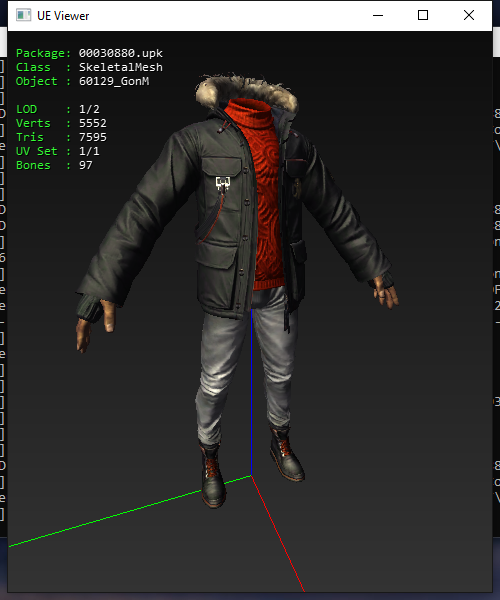 UE Viewer
Package: 00030880.upk
Class : SkeletalMesh
Object : 60129_GonM
LOD : 1/2
Verts : 5552
Tris : 7595
UV Set : 1/1
Bones : 97